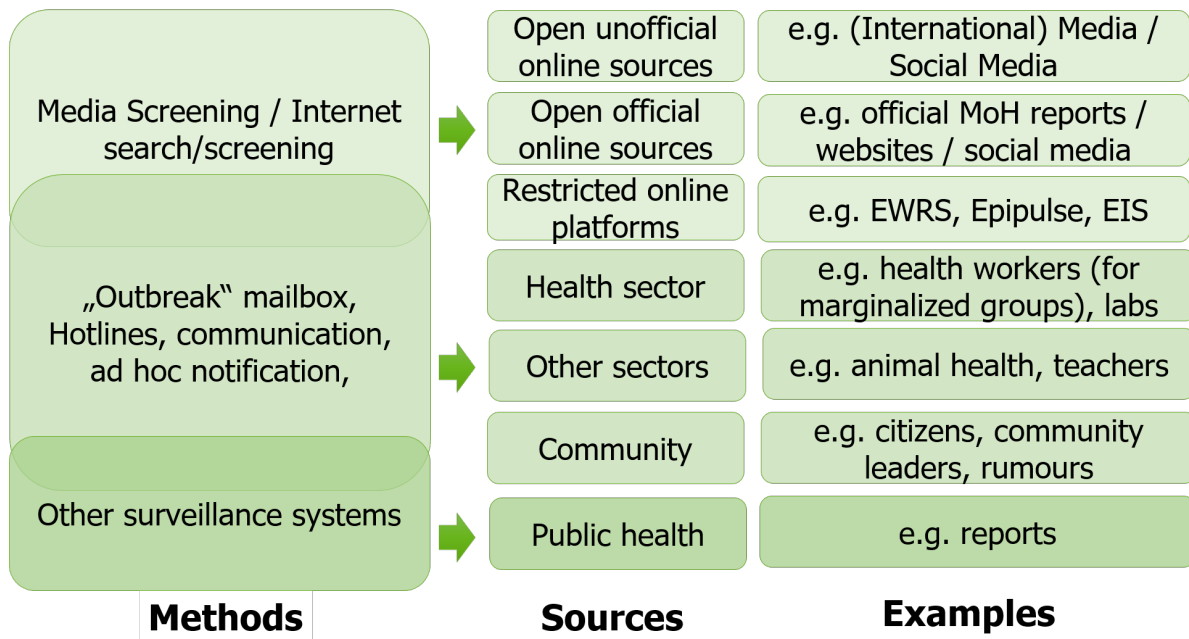 Media Screening / Internet
search/screening
„Outbreak“ mailbox,
Hotlines, communication,
ad hoc notification,
Other surveillance systems
Methods
Open unofficial
online sources
Open official
online sources
Restricted online
platforms
Health sector
Other sectors
Community
Public health
Sources
e.g. (International) Media /
Social Media
e.g. official MoH reports /
websites / social media
e.g. EWRS, Epipulse, EIS
e.g. health workers (for
marginalized groups), labs
e.g. animal health, teachers
e.g. citizens, community
leaders, rumours
e.g. reports
Examples